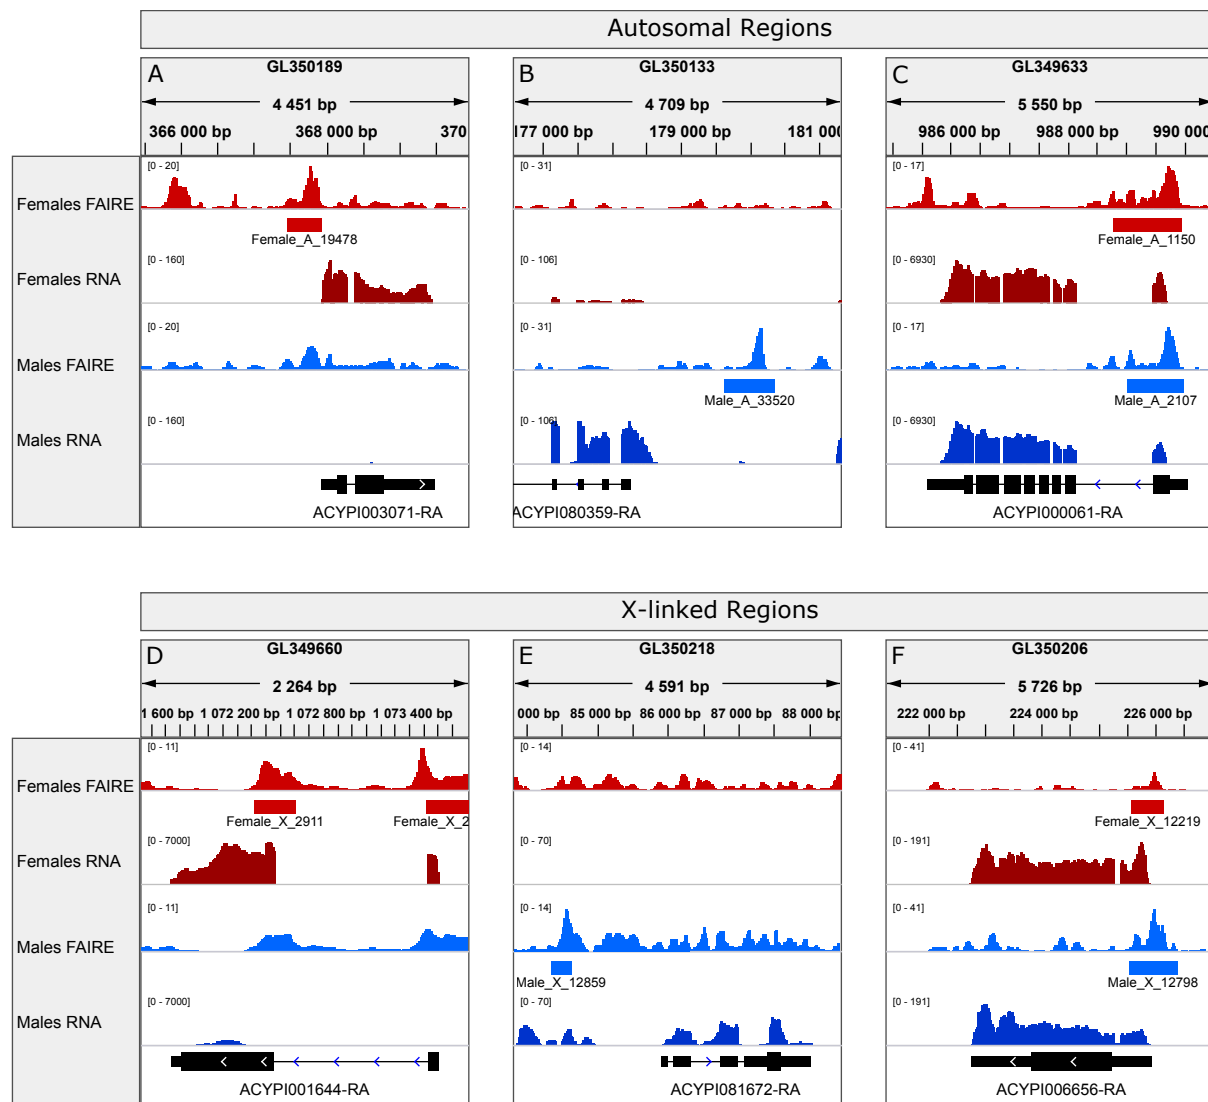 Autosomal Regions
A GL350189 B GL350133 C GL349633
4 451 bp 4 709 bp 5 550 bp
366 000 bp 368 000 bp 370 177 000 bp 179 000 bp 181 000 986 000 bp 988 000 bp 990 000
Females FAIRE [0 - 20] [0 - 31] [0 - 17]
Female_A_19478 Female_A_1150
Females RNA [0 - 160] [0 - 106] [0 - 6930]
Males FAIRE [0 - 20] [0 - 31] [0 - 17]
Male_A_33520 Male_A_2107
Males RNA [0 - 160] [0 - 106] [0 - 6930]
ACYPI003071-RA ACYPI080359-RA ACYPI000061-RA
X-linked Regions
D GL349660 E GL350218 F GL350206
2 264 bp 4 591 bp 5 726 bp
1 600 bp 1 072 200 bp 1 072 800 bp 1 073 400 bp 000 bp 85 000 bp 86 000 bp 87 000 bp 88 000 bp 222 000 bp 224 000 bp 226 000 bp
Females FAIRE [0 - 11] [0 - 14] [0 - 41]
Female_X_2911 Female_X_2 Female_X_12219
Females RNA [0 - 7000] [0 - 70] [0 - 191]
Males FAIRE [0 - 11] [0 - 14] [0 - 41]
Male_X_12859 Male_X_12798
Males RNA [0 - 7000] [0 - 70] [0 - 191]
ACYPI001644-RA ACYPI081672-RA ACYPI006656-RA